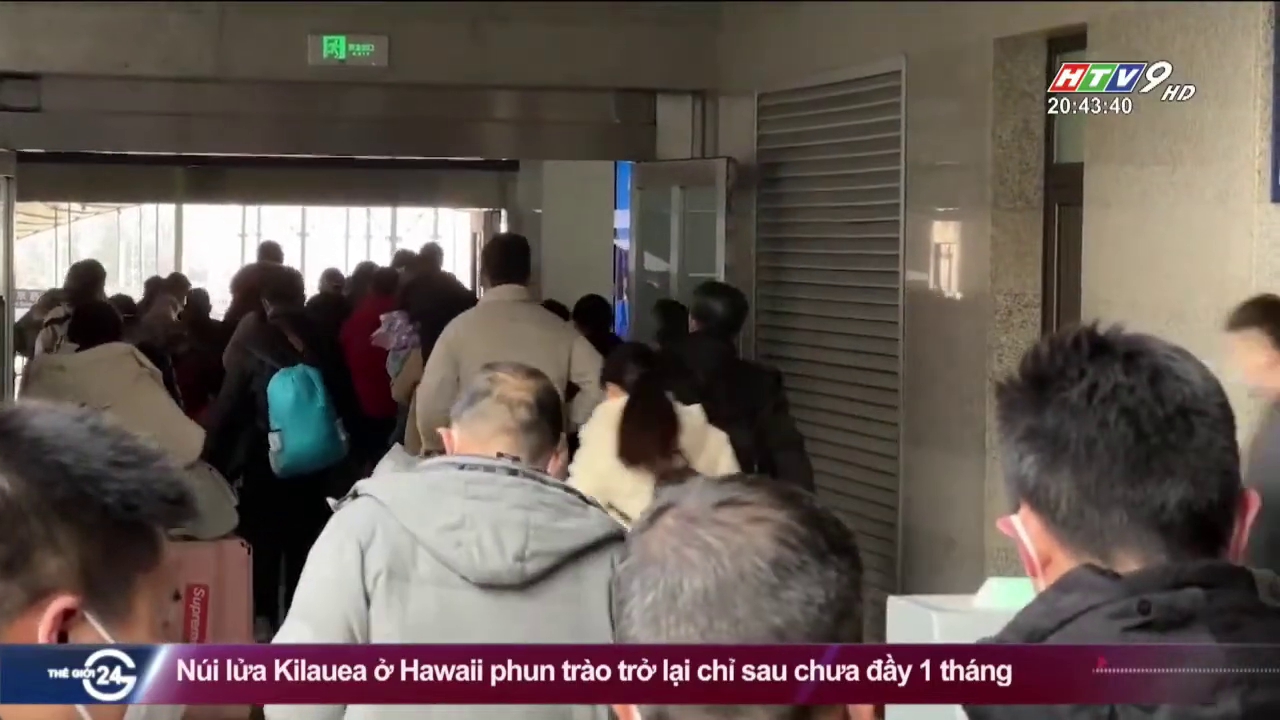 HTV9 HD
20:43:40
Supreme
THẾ GIỚI 24G
Núi lửa Kilauea ở Hawaii phun trào trở lại chỉ sau chưa đầy 1 tháng